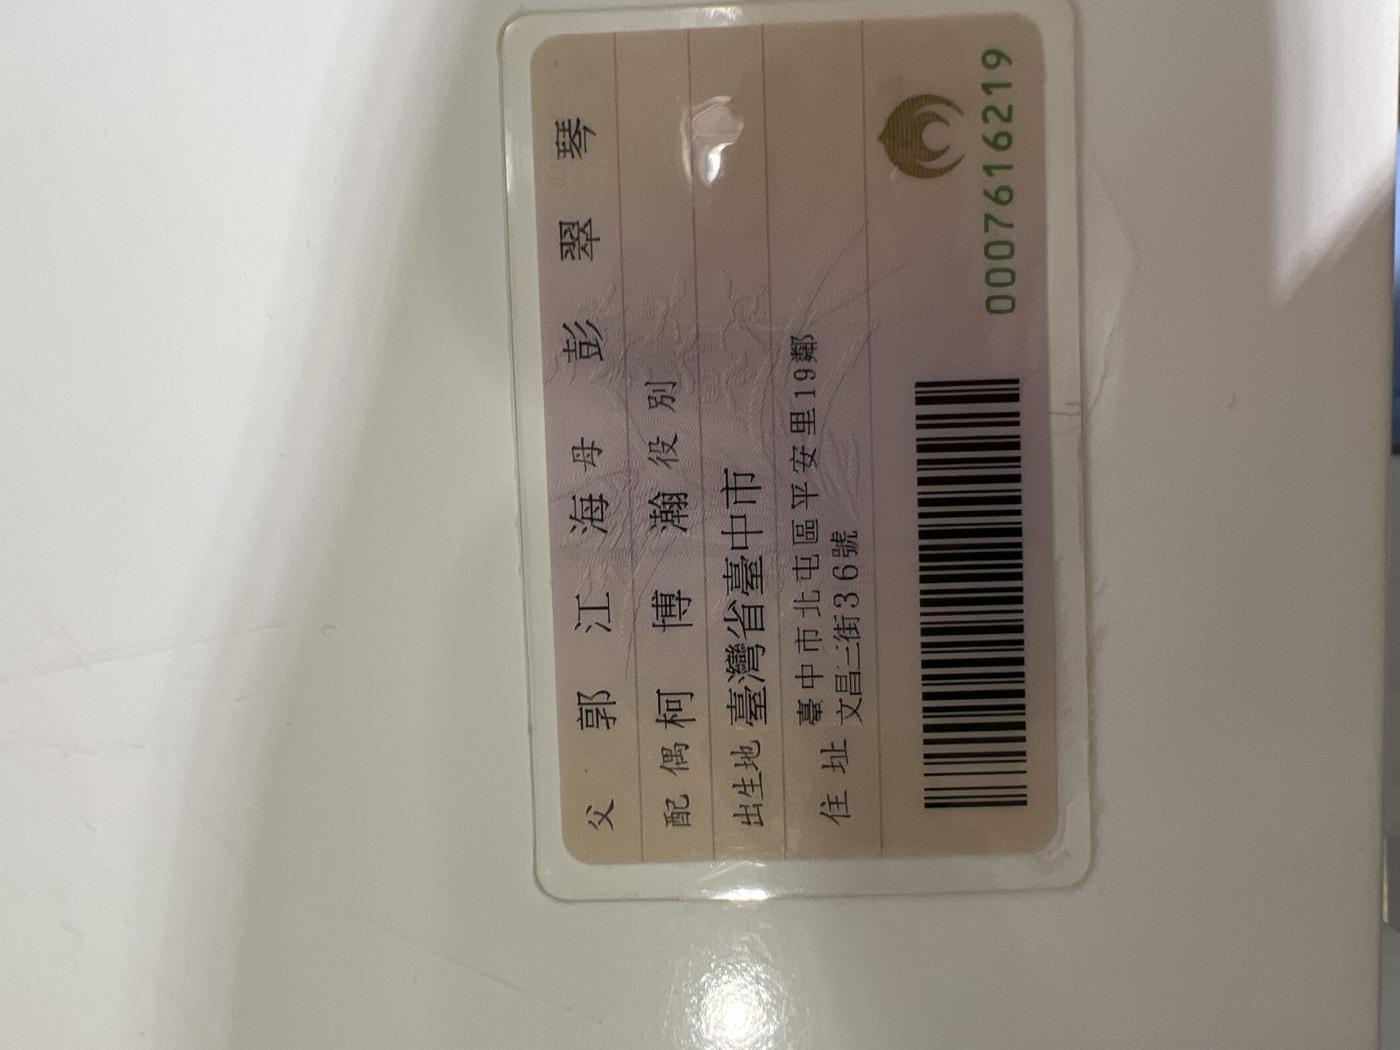 父 郭江海 母 彭翠琴
配偶 柯博瀚 役別
出生地 臺灣省臺中市
住址 臺中市北屯區平安里19鄰
文昌三街36號
0007616219